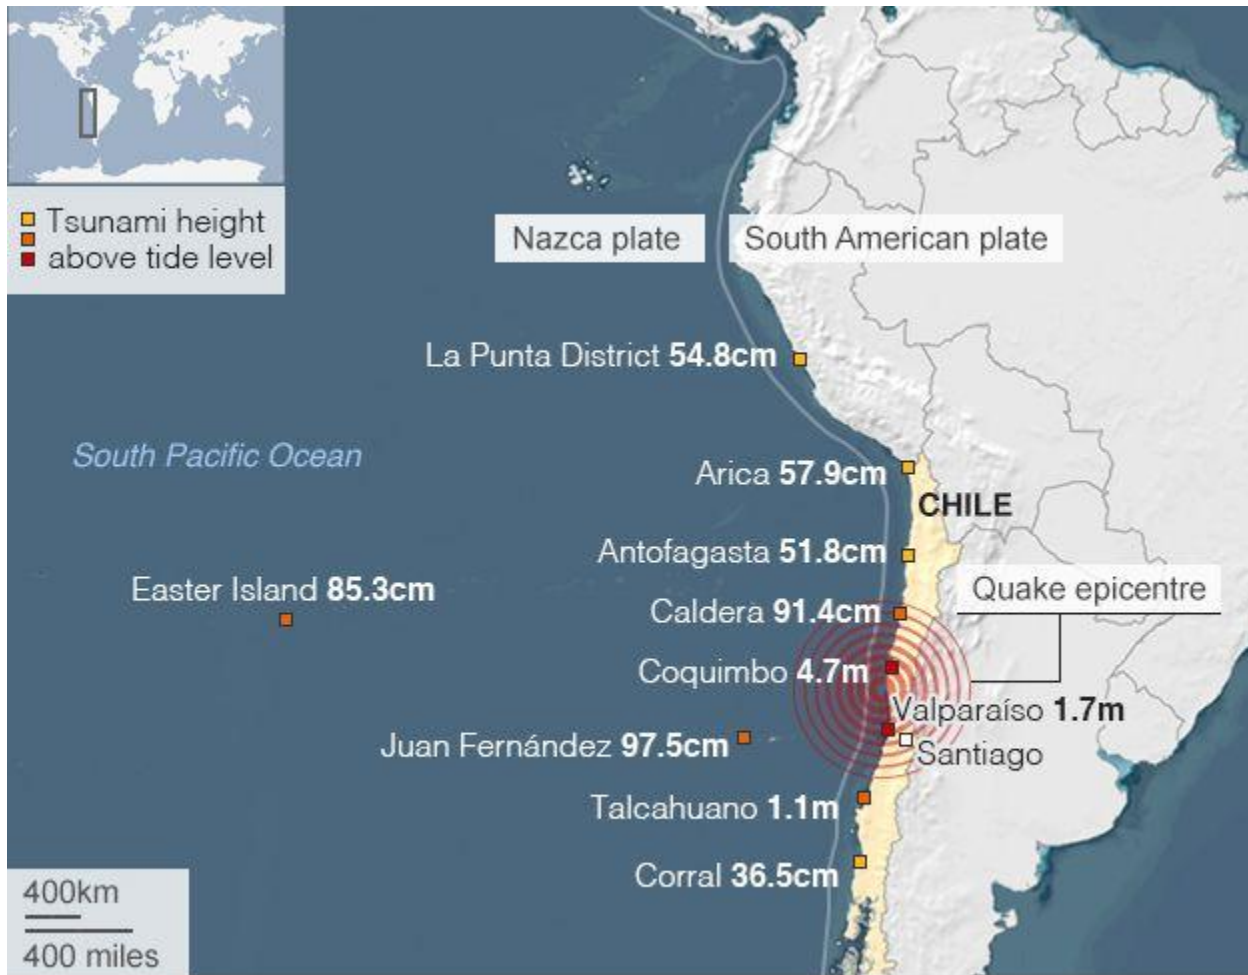 Tsunami height
above tide level
Nazca plate
South American plate
La Punta District 54.8cm
South Pacific Ocean
Arica 57.9cm
CHILE
Antofagasta 51.8cm
Easter Island 85.3cm
Quake epicentre
Caldera 91.4cm
Coquimbo 4.7m
Valparaíso 1.7m
Juan Fernández 97.5cm
Santiago
Talcahuano 1.1m
Corral 36.5cm
400km
400 miles